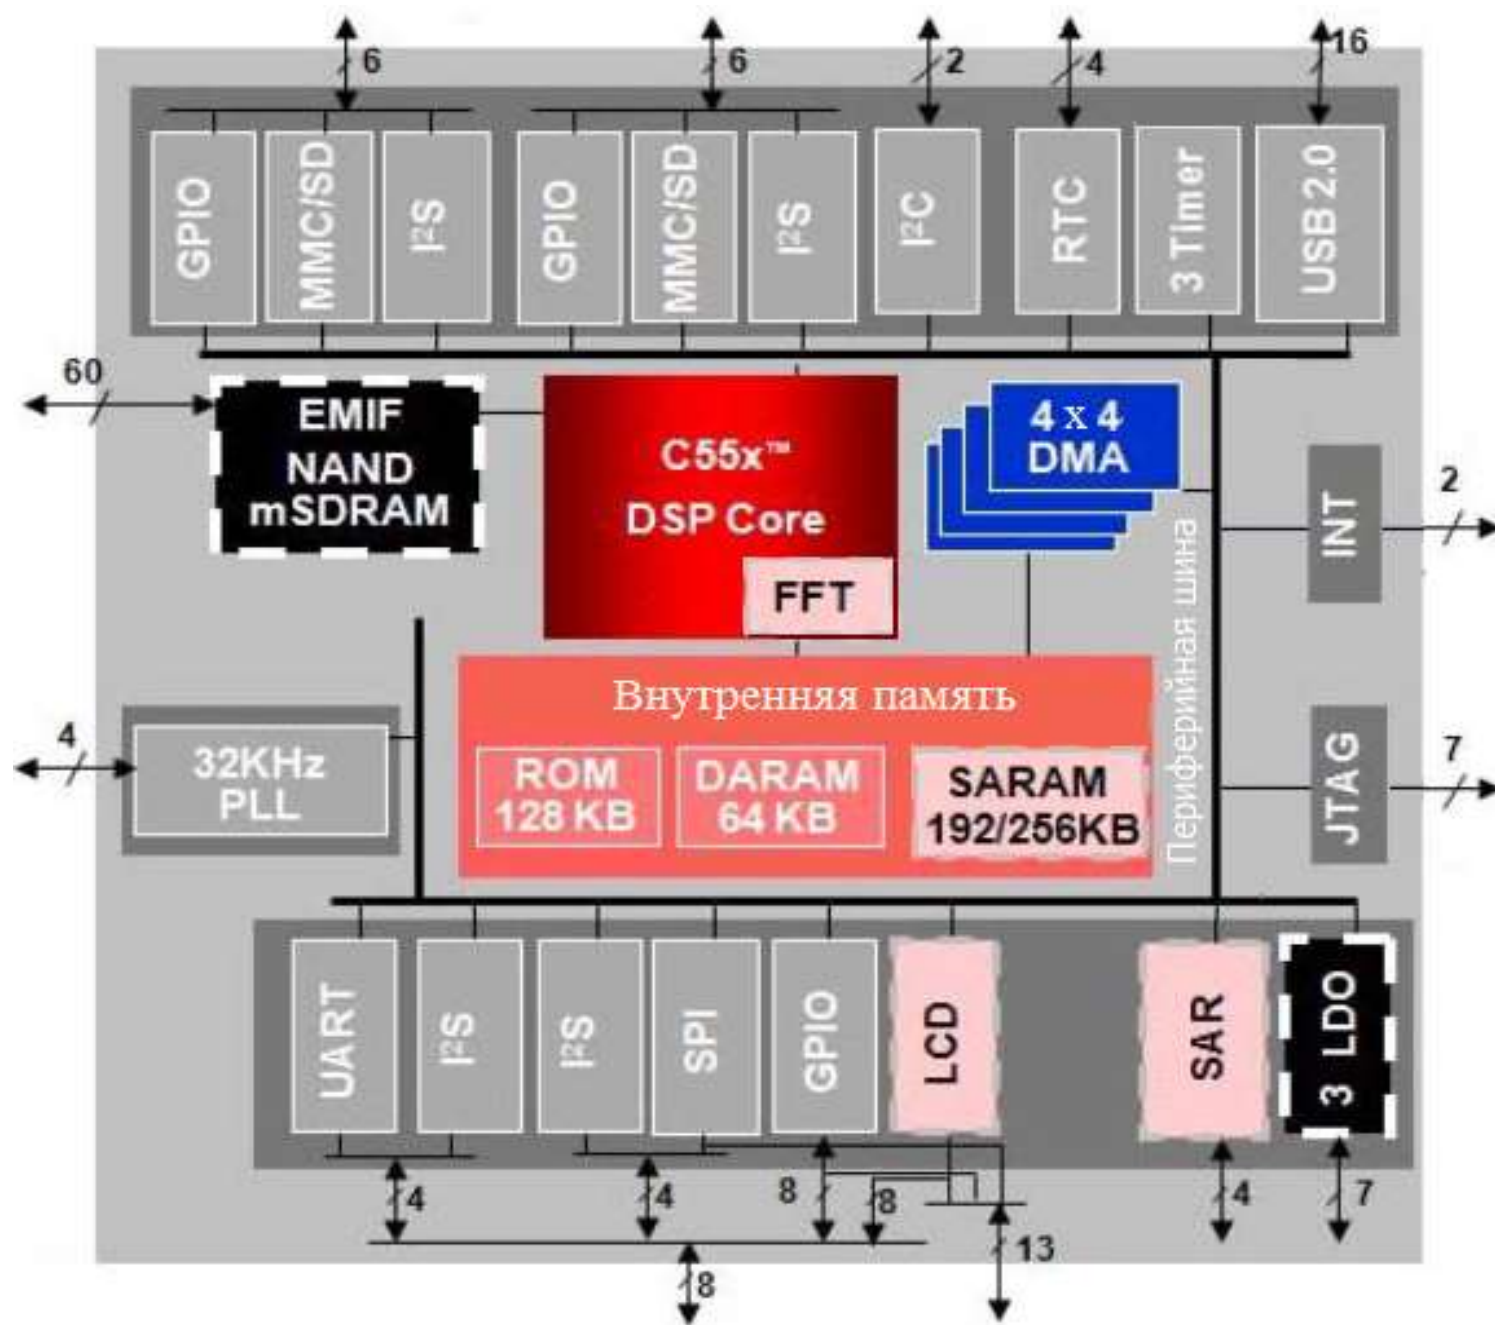 6
6
2
4
16
GPIO
MMC/SD
I²S
GPIO
MMC/SD
I²S
I²C
RTC
3 Timer
USB 2.0
60
EMIF
NAND
mSDRAM
C55x™
DSP Core
FFT
4 x 4
DMA
Периферийная шина
INT
2
4
32KHz
PLL
Внутренняя память
ROM
128 KB
DARAM
64 KB
SARAM
192/256KB
JTAG
7
UART
I²S
I²S
SPI
GPIO
LCD
SAR
3 LDO
4
4
8
8
4
7
13
8